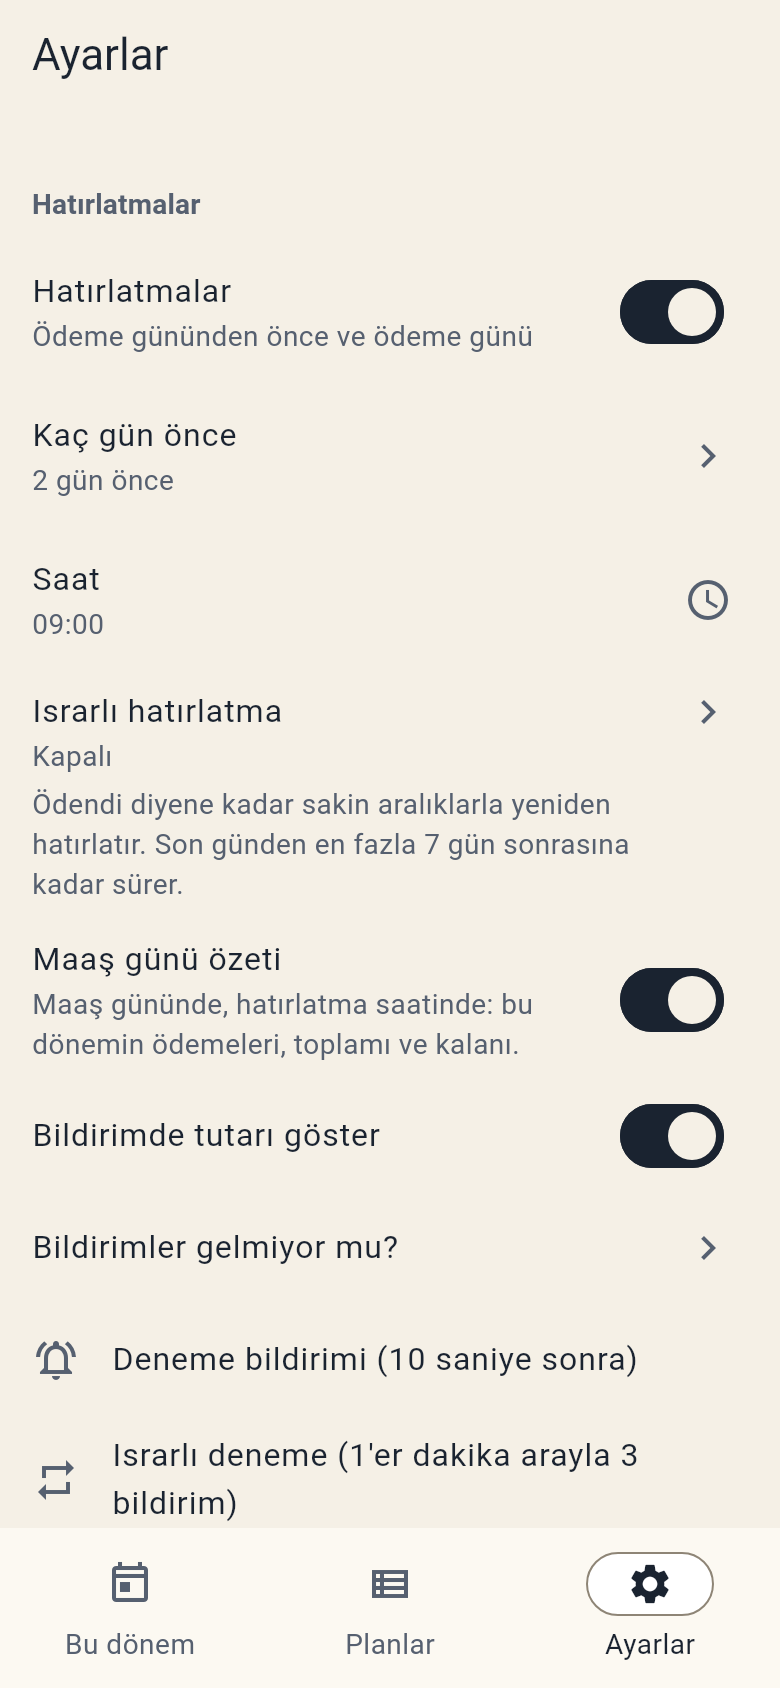 Ayarlar
Hatırlatmalar
Hatırlatmalar
Ödeme gününden önce ve ödeme günü
Kaç gün önce
2 gün önce
Saat
09:00
Israrlı hatırlatma
Kapalı
Ödendi diyene kadar sakin aralıklarla yeniden
hatırlatır. Son günden en fazla 7 gün sonrasına
kadar sürer.
Maaş günü özeti
Maaş gününde, hatırlatma saatinde: bu
dönemin ödemeleri, toplamı ve kalanı.
Bildirimde tutarı göster
Bildirimler gelmiyor mu?
Deneme bildirimi (10 saniye sonra)
Israrlı deneme (1'er dakika arayla 3
bildirim)
Bu dönem
Planlar
Ayarlar